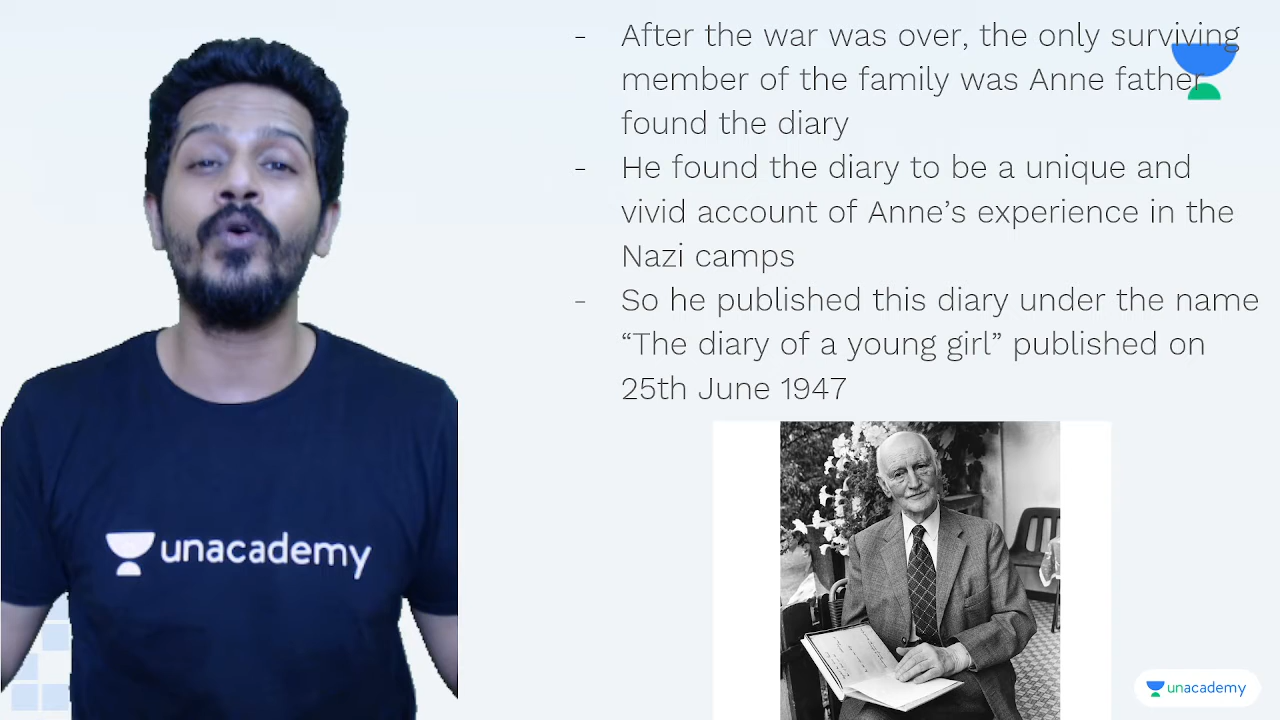 - After the war was over, the only surviving
member of the family was Anne father
found the diary
- He found the diary to be a unique and
vivid account of Anne’s experience in the
Nazi camps
- So he published this diary under the name
“The diary of a young girl” published on
25th June 1947
unacademy
unacademy